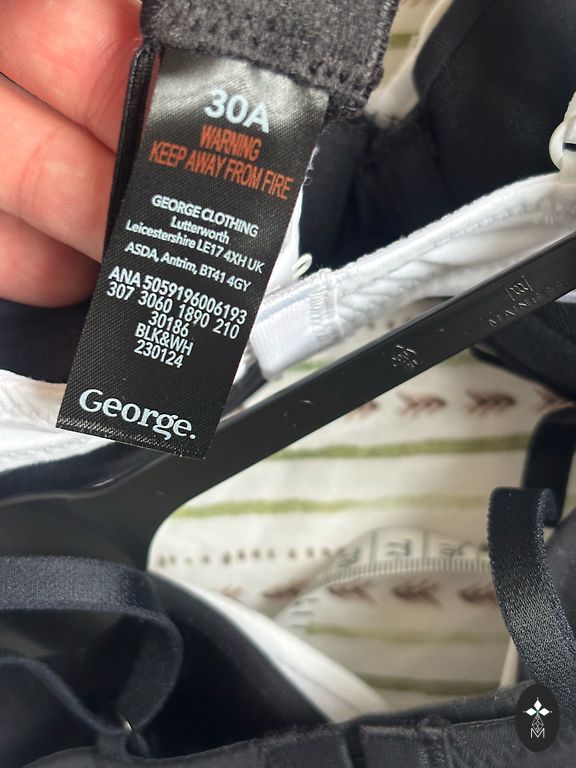 30A
WARNING
KEEP AWAY FROM FIRE
GEORGE CLOTHING
Lutterworth
Leicestershire LE17 4XH UK
ASDA, Antrim, BT41 4GY
ANA 5059196006193
307 3060 1890 210
30186
BLK&WH
230124
George.